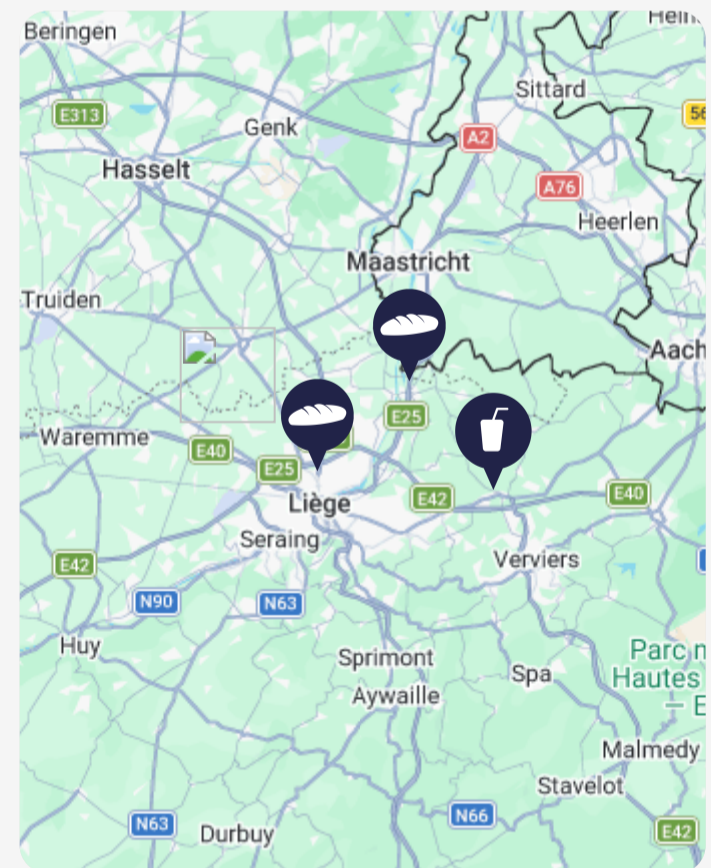 Beringen
Sittard
E313
56
Genk
A2
Hasselt
A76
Heerlen
Maastricht
Truiden
Aach
E25
Waremme
E40
E25
E42
E40
Liège
Seraing
Verviers
E42
N90
N63
Huy
Sprimont
Parc n
Hautes
— E
Spa
Aywaille
Malmedy
Stavelot
N63
N66
Durbuy
E42